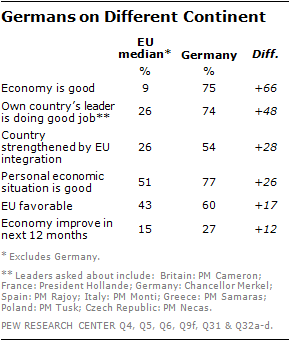 Germans on Different Continent
EU median* Germany Diff.
% %
Economy is good 9 75 +66
Own country's leader is doing good job** 26 74 +48
Country strengthened by EU integration 26 54 +28
Personal economic situation is good 51 77 +26
EU favorable 43 60 +17
Economy improve in next 12 months 15 27 +12
* Excludes Germany.
** Leaders asked about include: Britain: PM Cameron;
France: President Hollande; Germany: Chancellor Merkel;
Spain: PM Rajoy; Italy: PM Monti; Greece: PM Samaras;
Poland: PM Tusk; Czech Republic: PM Necas.
PEW RESEARCH CENTER Q4, Q5, Q6, Q9f, Q31 & Q32a-d.